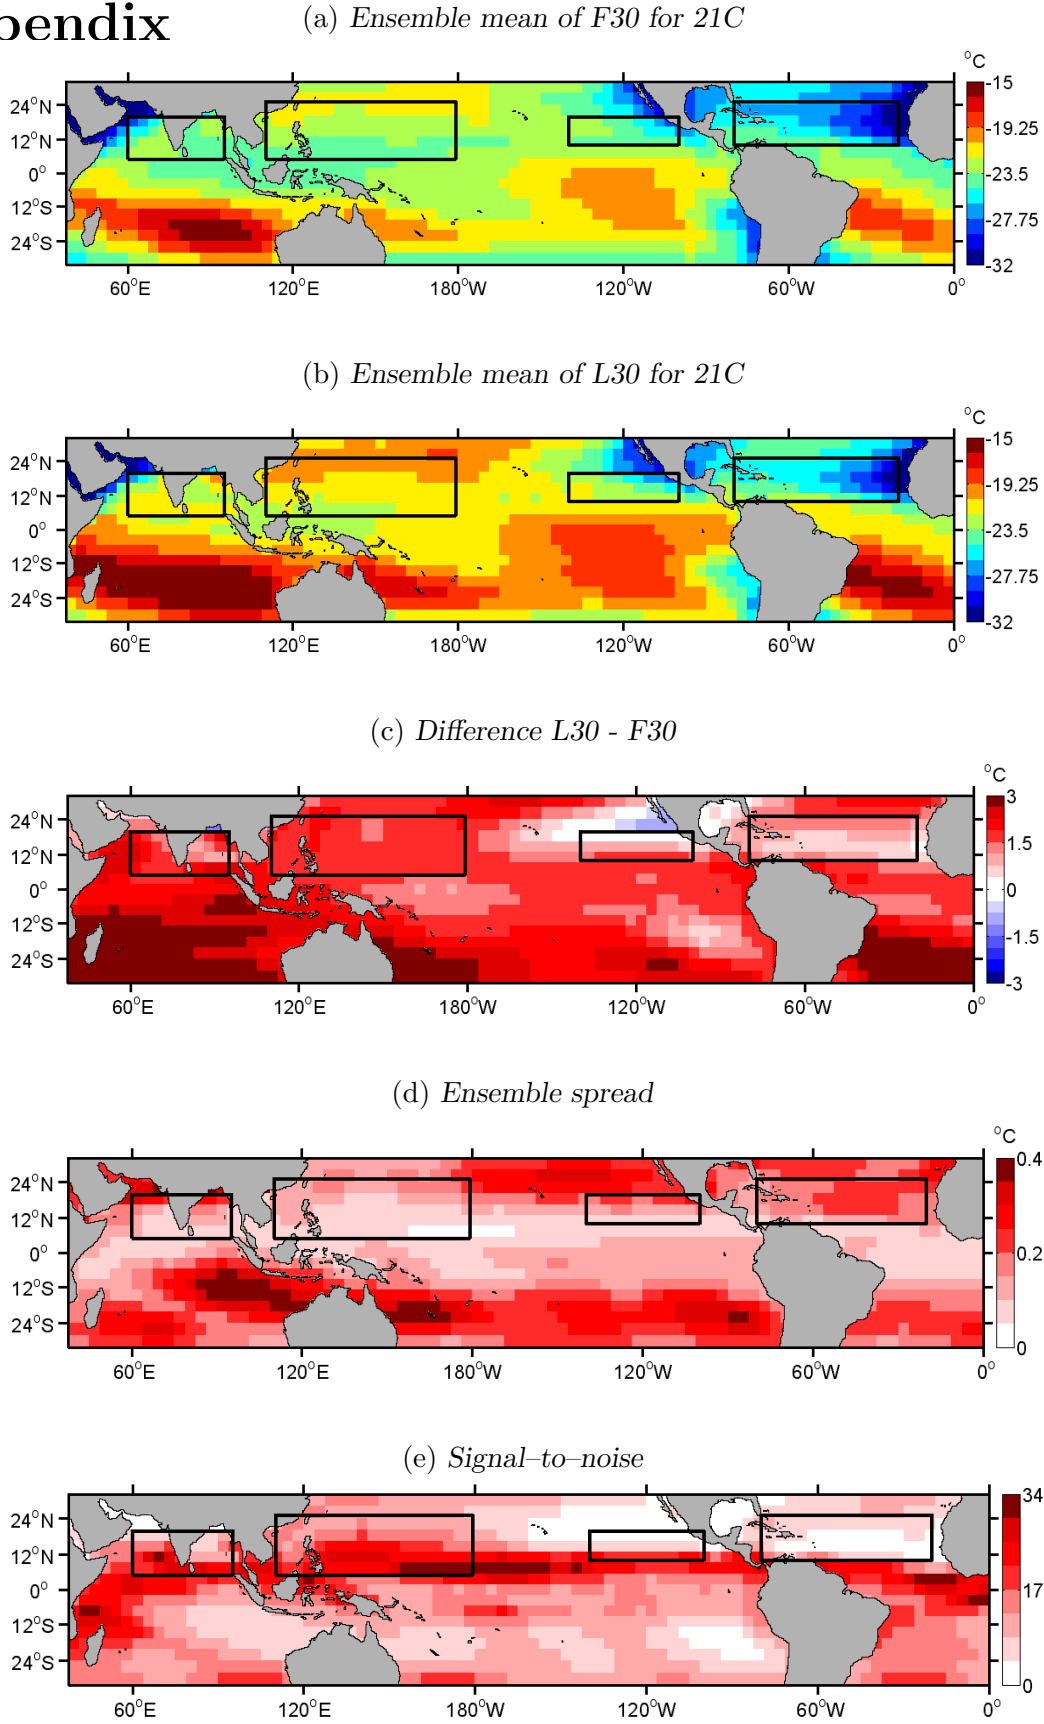 pendix
(a) Ensemble mean of F30 for 21C
°C
24°N
12°N
0°
12°S
24°S
-15
-19.25
-23.5
-27.75
-32
60°E 120°E 180°W 120°W 60°W 0°
(b) Ensemble mean of L30 for 21C
°C
24°N
12°N
0°
12°S
24°S
-15
-19.25
-23.5
-27.75
-32
60°E 120°E 180°W 120°W 60°W 0°
(c) Difference L30 - F30
°C
24°N
12°N
0°
12°S
24°S
3
1.5
0
-1.5
-3
60°E 120°E 180°W 120°W 60°W 0°
(d) Ensemble spread
°C
24°N
12°N
0°
12°S
24°S
0.4
0.2
0
60°E 120°E 180°W 120°W 60°W 0°
(e) Signal–to–noise
24°N
12°N
0°
12°S
24°S
34
17
0
60°E 120°E 180°W 120°W 60°W 0°